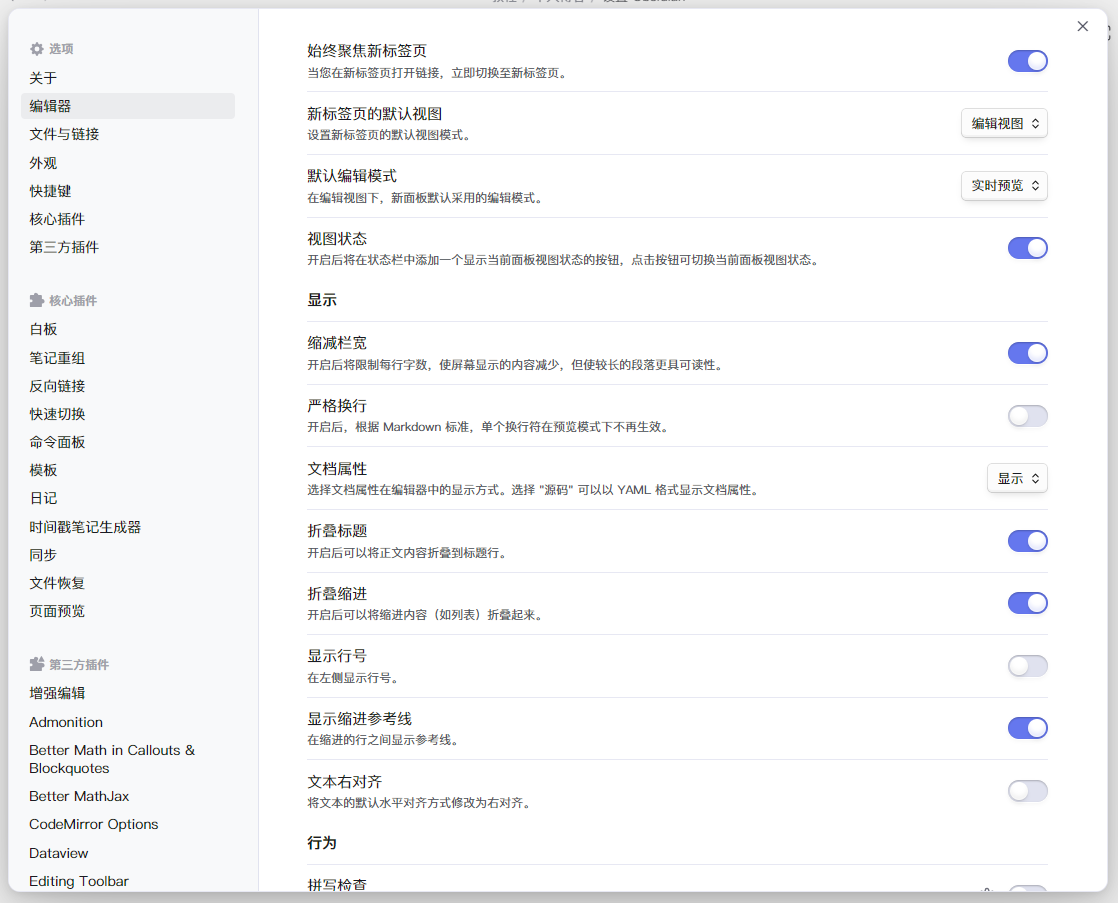 选项
关于
编辑器
文件与链接
外观
快捷键
核心插件
第三方插件
核心插件
白板
笔记重组
反向链接
快速切换
命令面板
模板
日记
时间戳笔记生成器
同步
文件恢复
页面预览
第三方插件
增强编辑
Admonition
Better Math in Callouts &
Blockquotes
Better MathJax
CodeMirror Options
Dataview
Editing Toolbar
始终聚焦新标签页
当您在新标签页打开链接，立即切换至新标签页。
新标签页的默认视图
设置新标签页的默认视图模式。
编辑视图
默认编辑模式
在编辑视图下，新面板默认采用的编辑模式。
实时预览
视图状态
开启后将在状态栏中添加一个显示当前面板视图状态的按钮，点击按钮可切换当前面板视图状态。
显示
缩减栏宽
开启后将限制每行字数，使屏幕显示的内容减少，但使较长的段落更具可读性。
严格换行
开启后，根据 Markdown 标准，单个换行符在预览模式下不再生效。
文档属性
选择文档属性在编辑器中的显示方式。选择 "源码" 可以以 YAML 格式显示文档属性。
显示
折叠标题
开启后可以将正文内容折叠到标题行。
折叠缩进
开启后可以将缩进内容（如列表）折叠起来。
显示行号
在左侧显示行号。
显示缩进参考线
在缩进的行之间显示参考线。
文本右对齐
将文本的默认水平对齐方式修改为右对齐。
行为
拼写检查